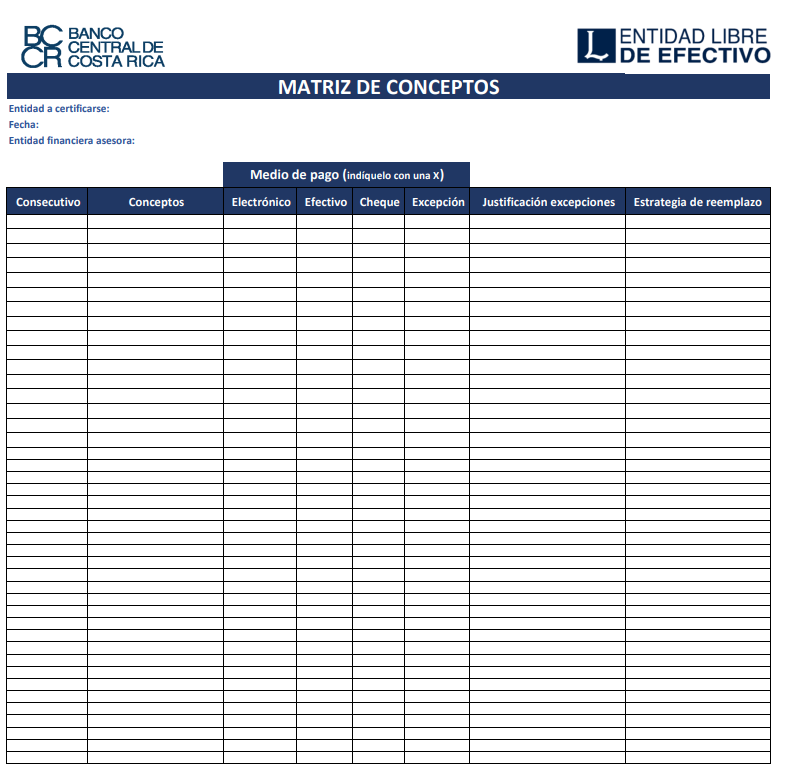 BC BANCO
CENTRAL DE
CR COSTA RICA
L ENTIDAD LIBRE
DE EFECTIVO
MATRIZ DE CONCEPTOS
Entidad a certificarse:
Fecha:
Entidad financiera asesora:
Medio de pago (indíquelo con una X)
Consecutivo Conceptos Electrónico Efectivo Cheque Excepción Justificación excepciones Estrategia de reemplazo